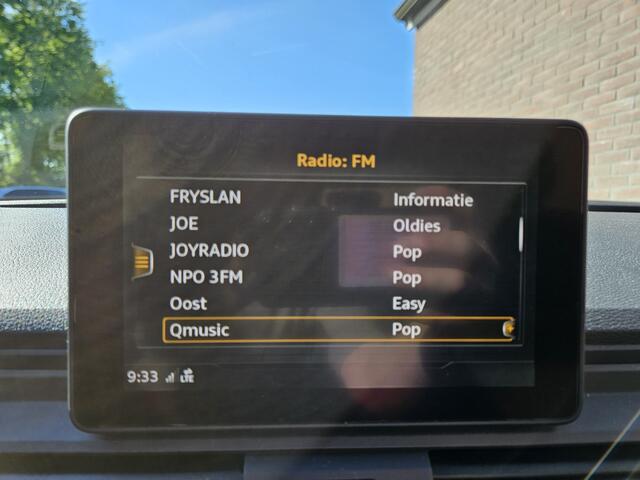 Radio: FM
FRYSLAN Informatie
JOE Oldies
JOYRADIO Pop
NPO 3FM Pop
Oost Easy
Qmusic Pop
9:33 LTE